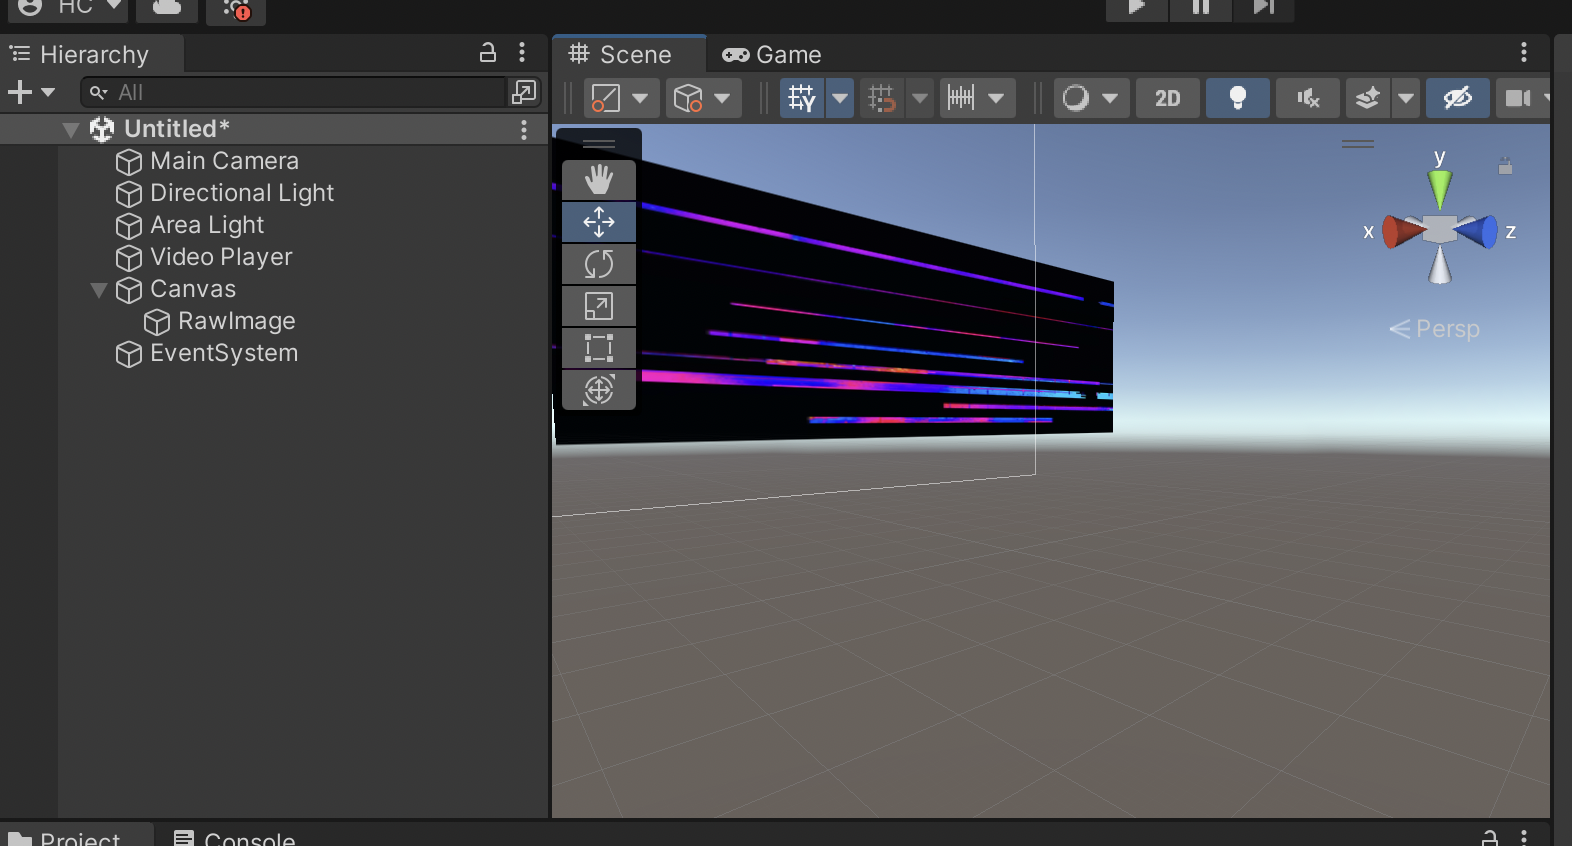 HC
Hierarchy
All
Untitled*
Main Camera
Directional Light
Area Light
Video Player
Canvas
RawImage
EventSystem
Scene
Game
Y
2D
y
x
z
Persp
Project
Console